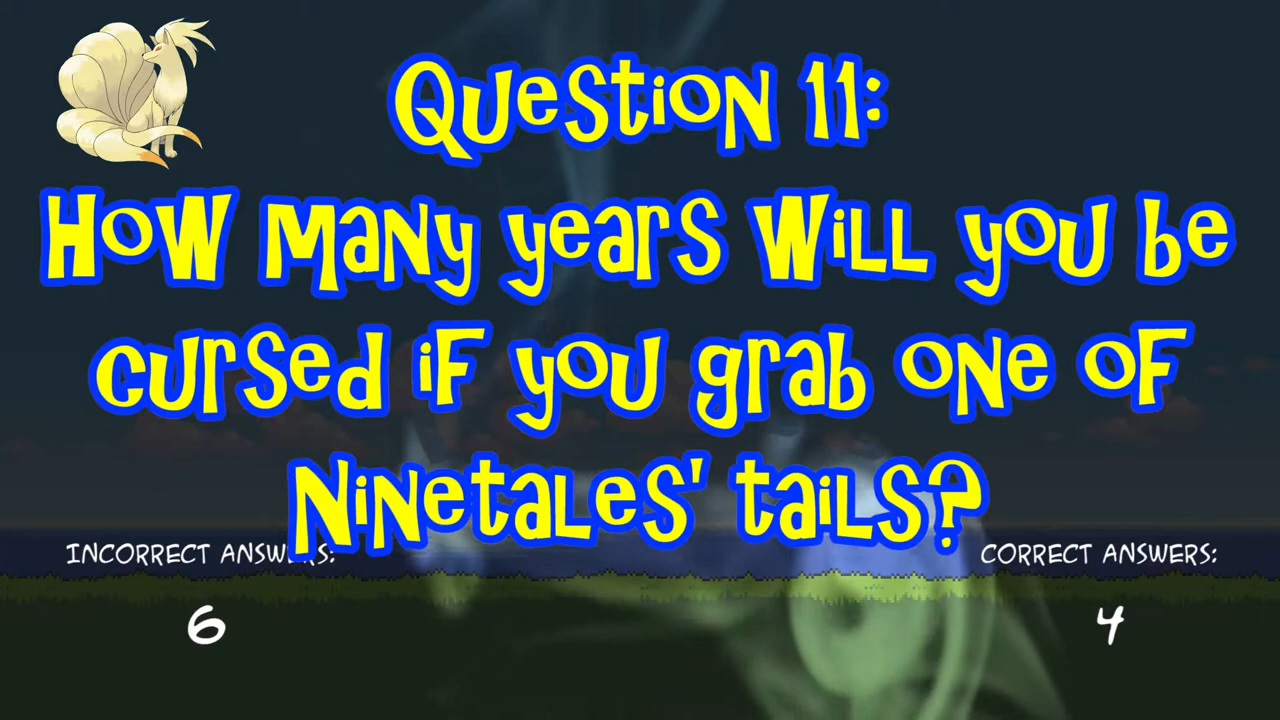 Question 11:
How many years will you be
cursed if you grab one of
Ninetales' tails?
INCORRECT ANSWERS:
CORRECT ANSWERS:
6
4